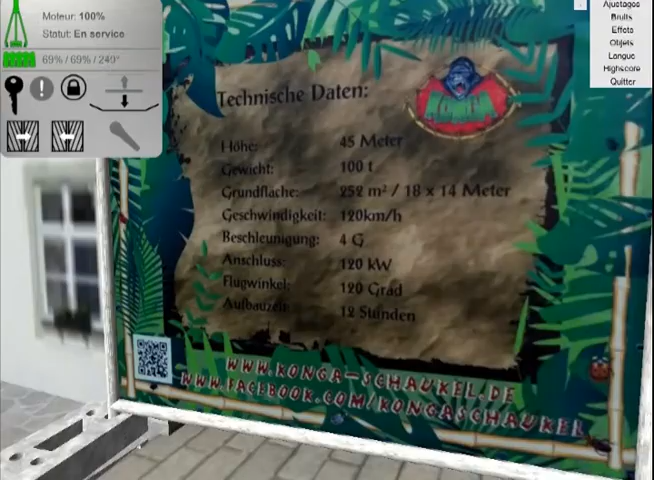 Moteur: 100%
Statut: En service
69% / 69% / 240°
Ajustages
Bruits
Effets
Objets
Langue
Highscore
Quitter
Technische Daten:
KONGA
Höhe: 45 Meter
Gewicht: 100 t
Grundfläche: 252 m² / 18 x 14 Meter
Geschwindigkeit: 120km/h
Beschleunigung: 4 G
Anschluss: 120 kW
Flugwinkel: 120 Grad
Aufbauzeit: 12 Stunden
WWW.KONGA-SCHAUKEL.DE
WWW.FACEBOOK.COM/KONGASCHAUKEL